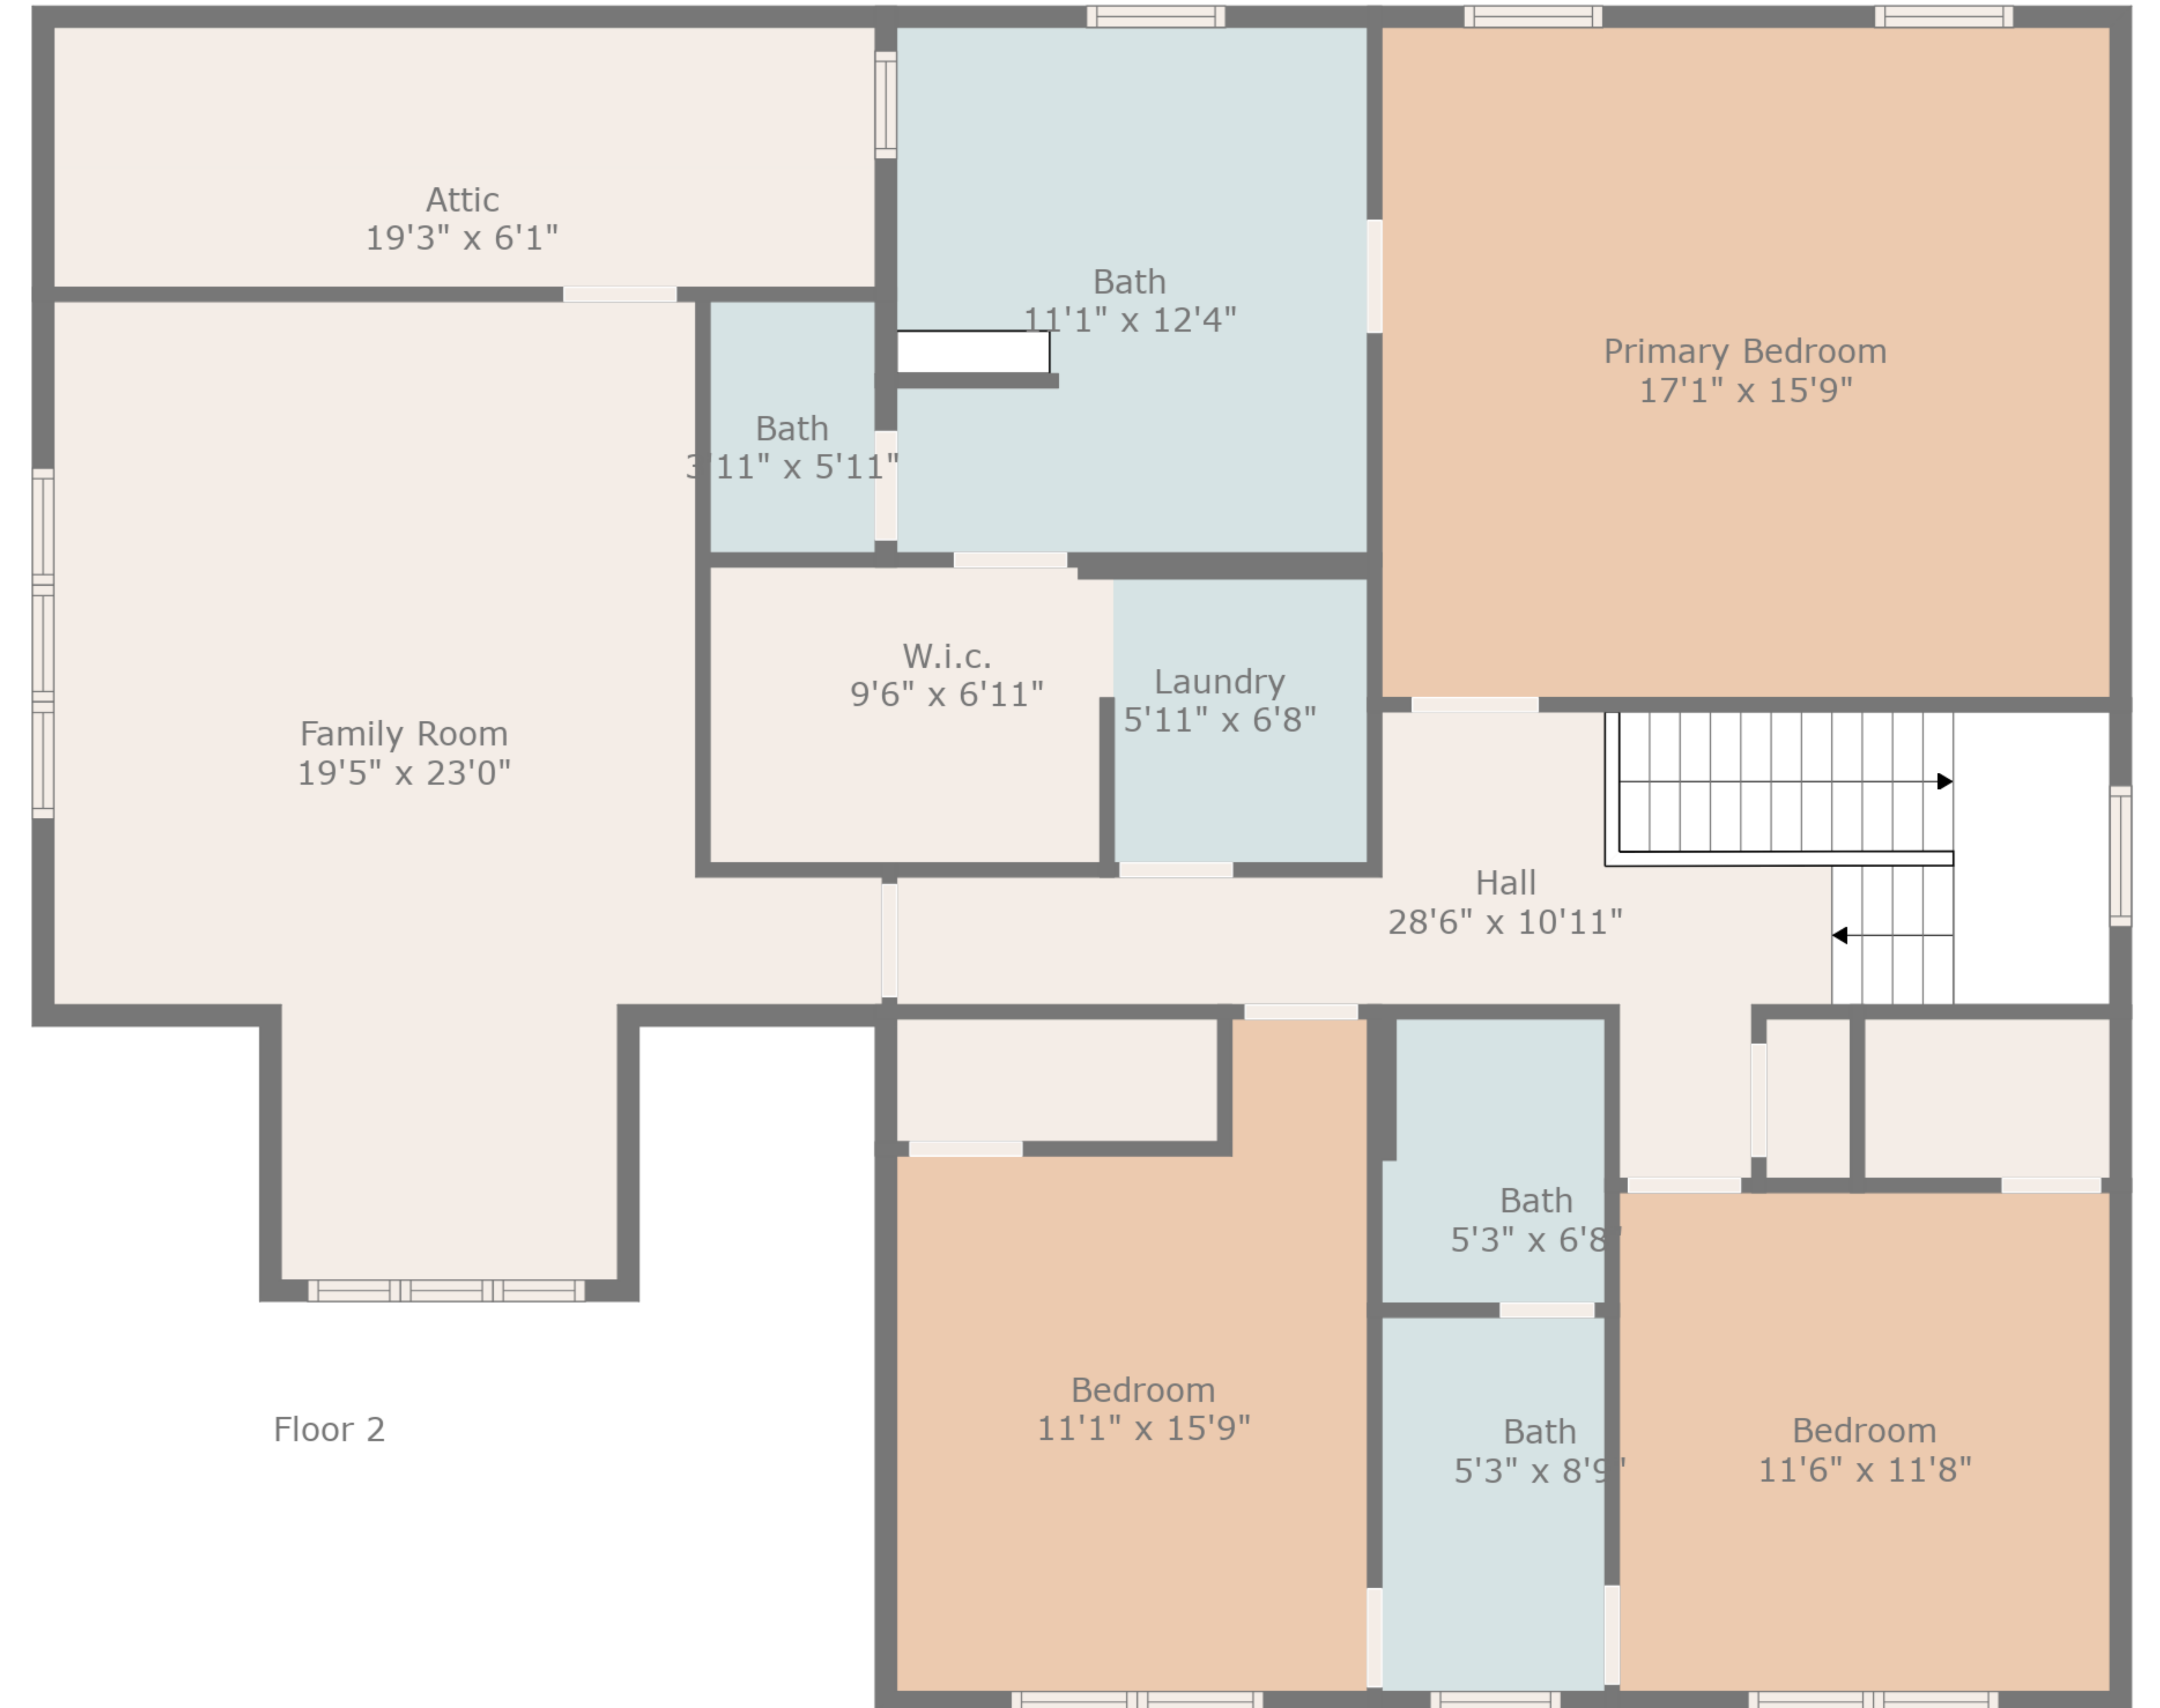 Attic
19'3" x 6'1"
Bath
11'1" x 12'4"
Primary Bedroom
17'1" x 15'9"
Bath
3'11" x 5'11"
W.i.c.
9'6" x 6'11"
Laundry
5'11" x 6'8"
Family Room
19'5" x 23'0"
Hall
28'6" x 10'11"
Bath
5'3" x 6'8"
Bedroom
11'1" x 15'9"
Bath
5'3" x 8'9"
Bedroom
11'6" x 11'8"
Floor 2